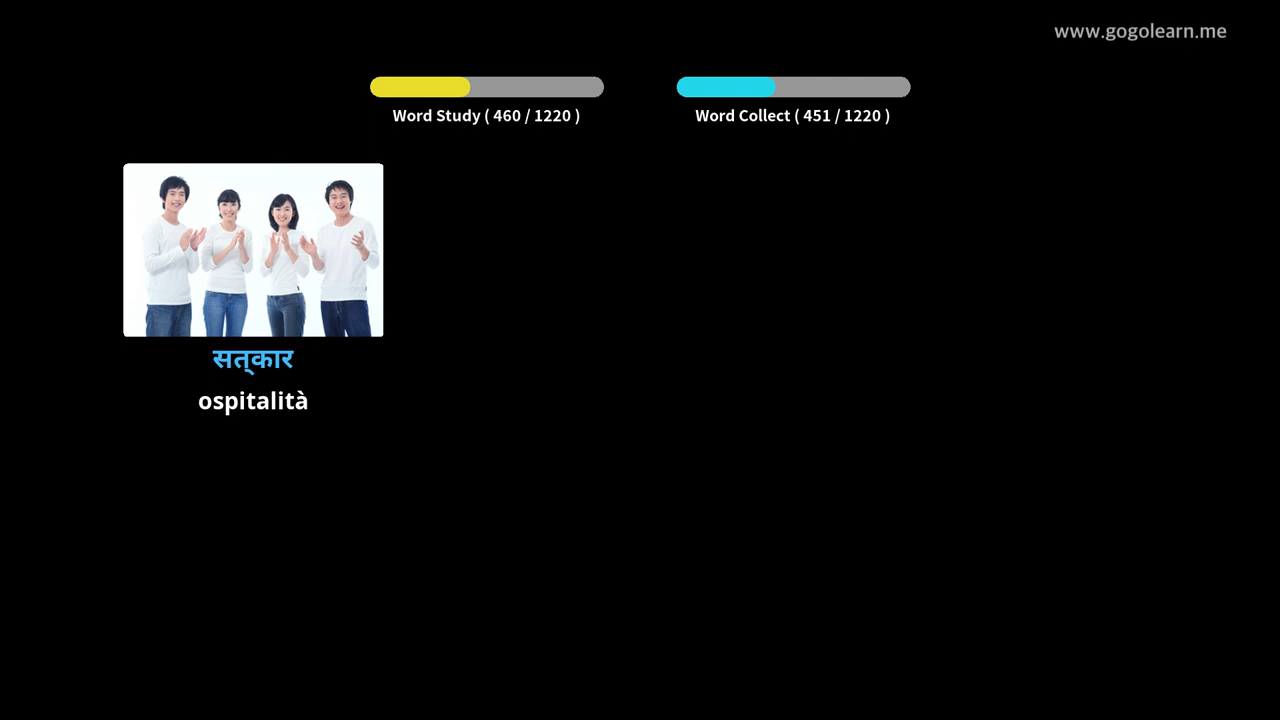 www.gogolearn.me
Word Study ( 460 / 1220 )
Word Collect ( 451 / 1220 )
सत्‌कार
ospitalità